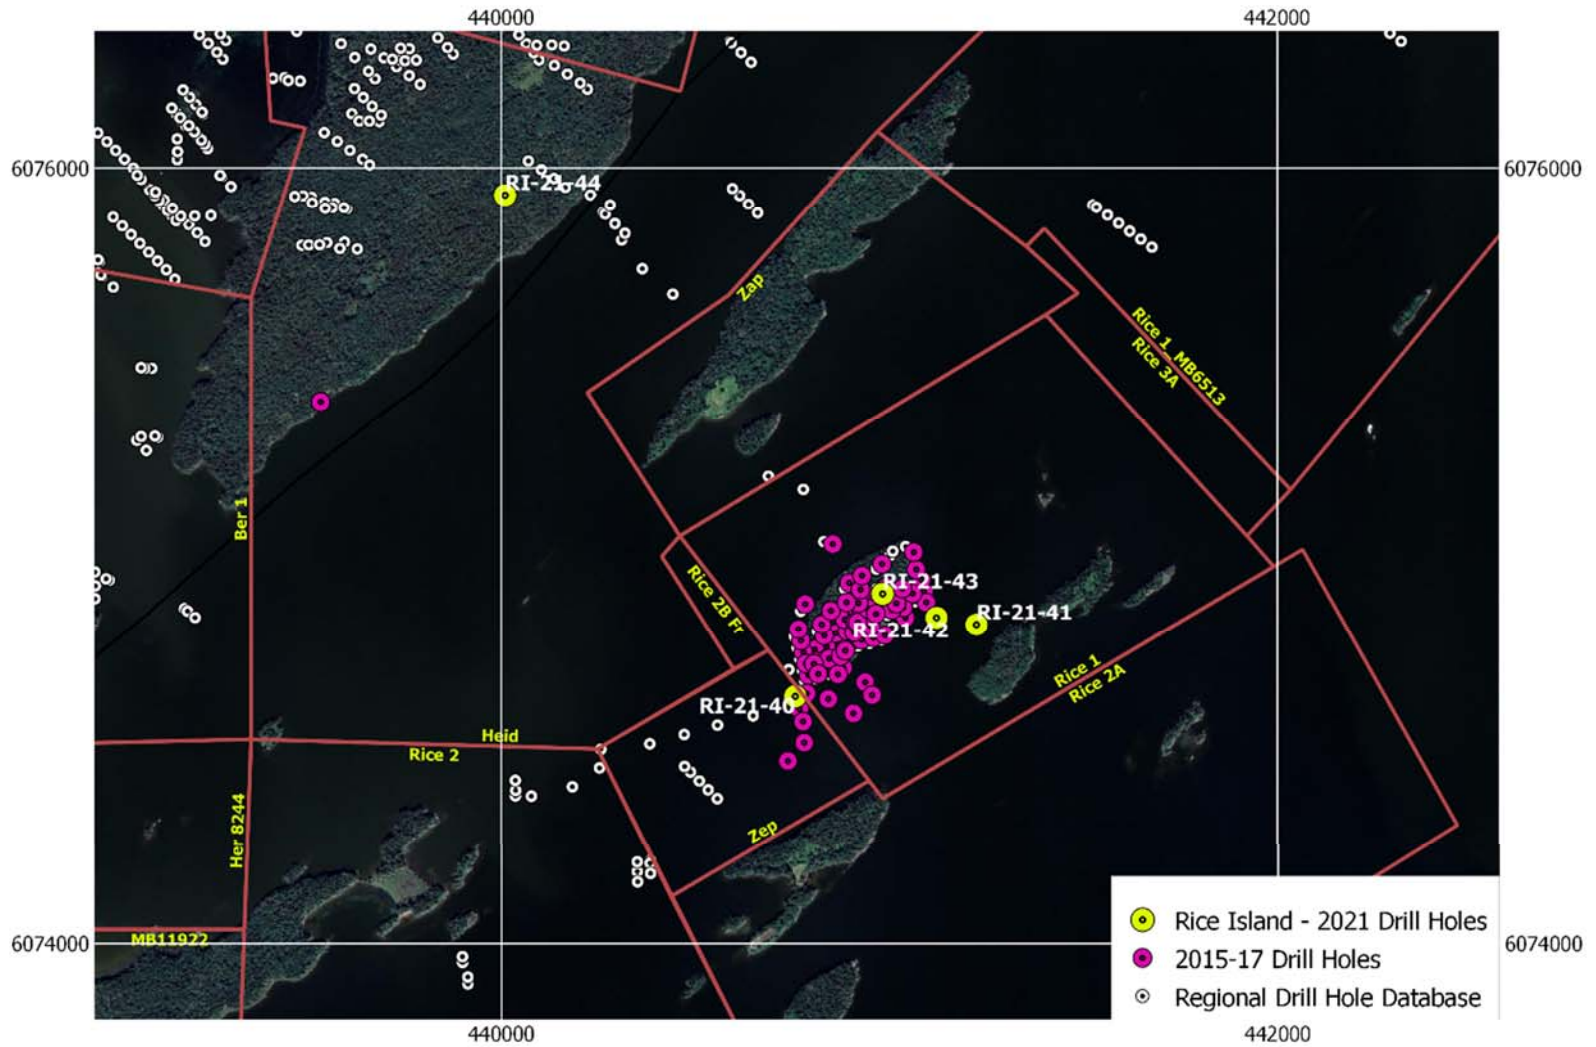 440000
442000
6076000
6076000
RI-21-44
Zap
Rice 1_MB6513
Rice 3A
Ber 1
Rice 2B Fr
RI-21-43
RI-21-41
RI-21-42
Rice 1
Rice 2A
RI-21-40
Heid
Rice 2
Her 8244
Zep
MB11922
6074000
6074000
Rice Island - 2021 Drill Holes
2015-17 Drill Holes
Regional Drill Hole Database
440000
442000